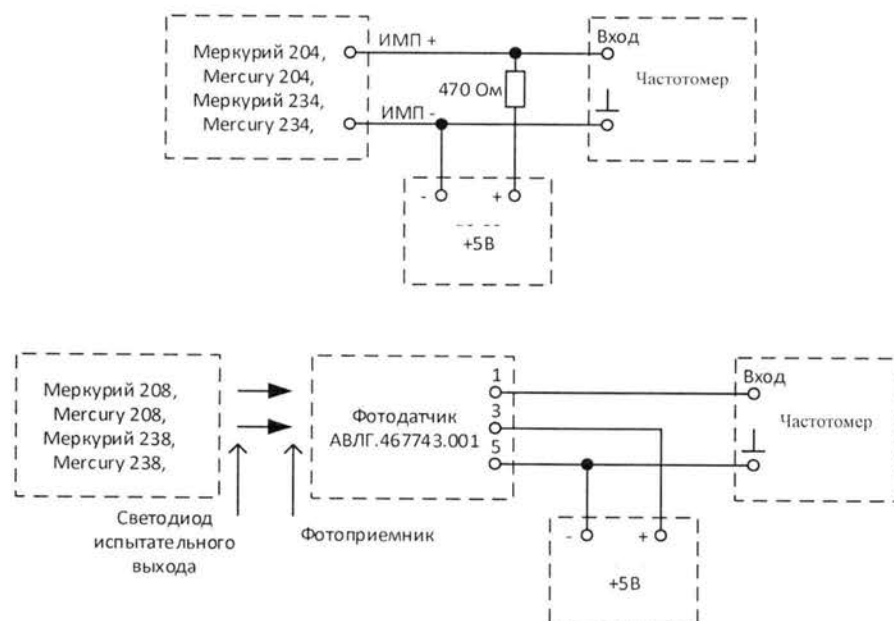 Меркурий 204,
Mercury 204,
Меркурий 234,
Mercury 234,
ИМП +
ИМП -
470 Ом
Вход
Частотомер
- +
+5В
Меркурий 208,
Mercury 208,
Меркурий 238,
Mercury 238,
Светодиод
испытательного
выхода
Фотоприемник
Фотодатчик
АВЛГ.467743.001
1
3
5
Вход
Частотомер
- +
+5В